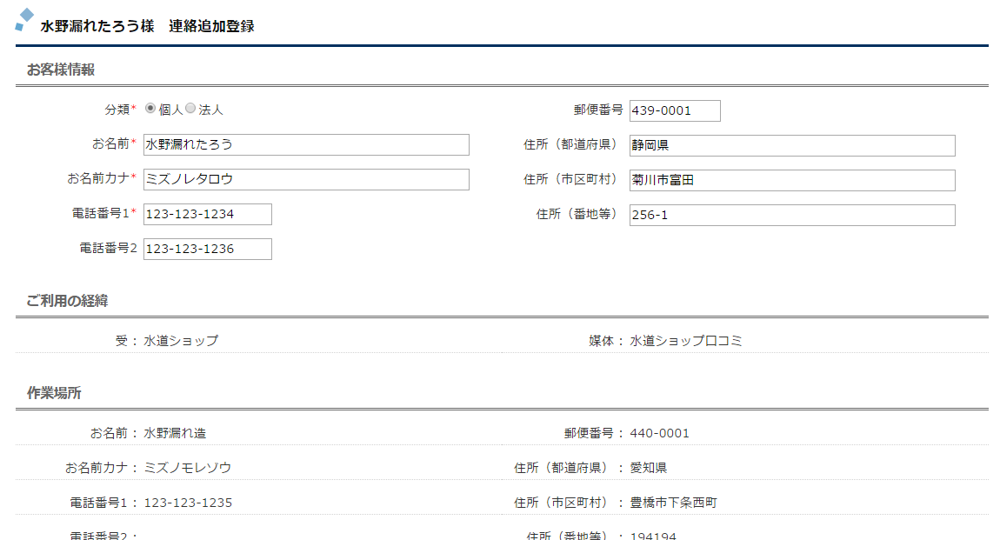 水野漏れたろう様　連絡追加登録
お客様情報
分類* 個人 法人 郵便番号 439-0001
お名前* 水野漏れたろう 住所（都道府県） 静岡県
お名前カナ* ミズノレタロウ 住所（市区町村） 菊川市富田
電話番号1* 123-123-1234 住所（番地等） 256-1
電話番号2 123-123-1236
ご利用の経緯
受： 水道ショップ 媒体： 水道ショップ口コミ
作業場所
お名前： 水野漏れ造 郵便番号： 440-0001
お名前カナ： ミズノモレゾウ 住所（都道府県）： 愛知県
電話番号1： 123-123-1235 住所（市区町村）： 豊橋市下条西町
電話番号2： 住所（番地等）： 194194